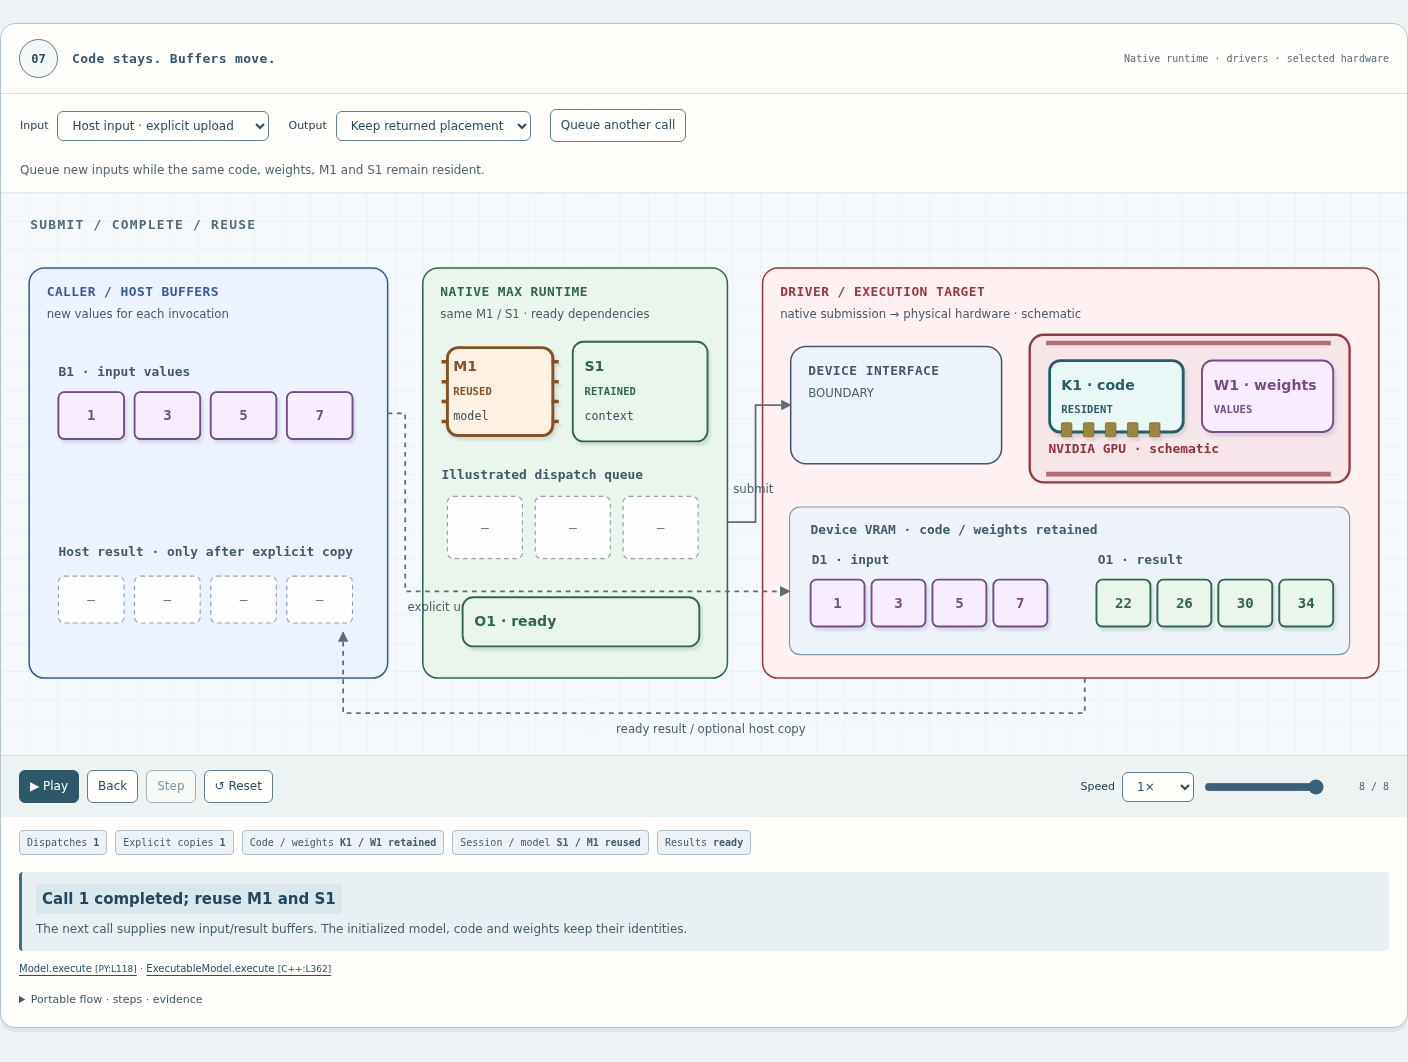 07
Code stays. Buffers move.
Native runtime · drivers · selected hardware
Input
Host input · explicit upload
Output
Keep returned placement
Queue another call
Queue new inputs while the same code, weights, M1 and S1 remain resident.
SUBMIT / COMPLETE / REUSE
CALLER / HOST BUFFERS
new values for each invocation
B1 · input values
1 3 5 7
Host result · only after explicit copy
— — — —
NATIVE MAX RUNTIME
same M1 / S1 · ready dependencies
M1
REUSED
model
S1
RETAINED
context
Illustrated dispatch queue
— — —
explicit u
O1 · ready
submit
DRIVER / EXECUTION TARGET
native submission → physical hardware · schematic
DEVICE INTERFACE
BOUNDARY
K1 · code
RESIDENT
W1 · weights
VALUES
NVIDIA GPU · schematic
Device VRAM · code / weights retained
D1 · input
1 3 5 7
O1 · result
22 26 30 34
ready result / optional host copy
▶ Play
Back
Step
↺ Reset
Speed
1×
8 / 8
Dispatches 1
Explicit copies 1
Code / weights K1 / W1 retained
Session / model S1 / M1 reused
Results ready
Call 1 completed; reuse M1 and S1
The next call supplies new input/result buffers. The initialized model, code and weights keep their identities.
Model.execute [PY:L118] · ExecutableModel.execute [C++:L362]
▶ Portable flow · steps · evidence